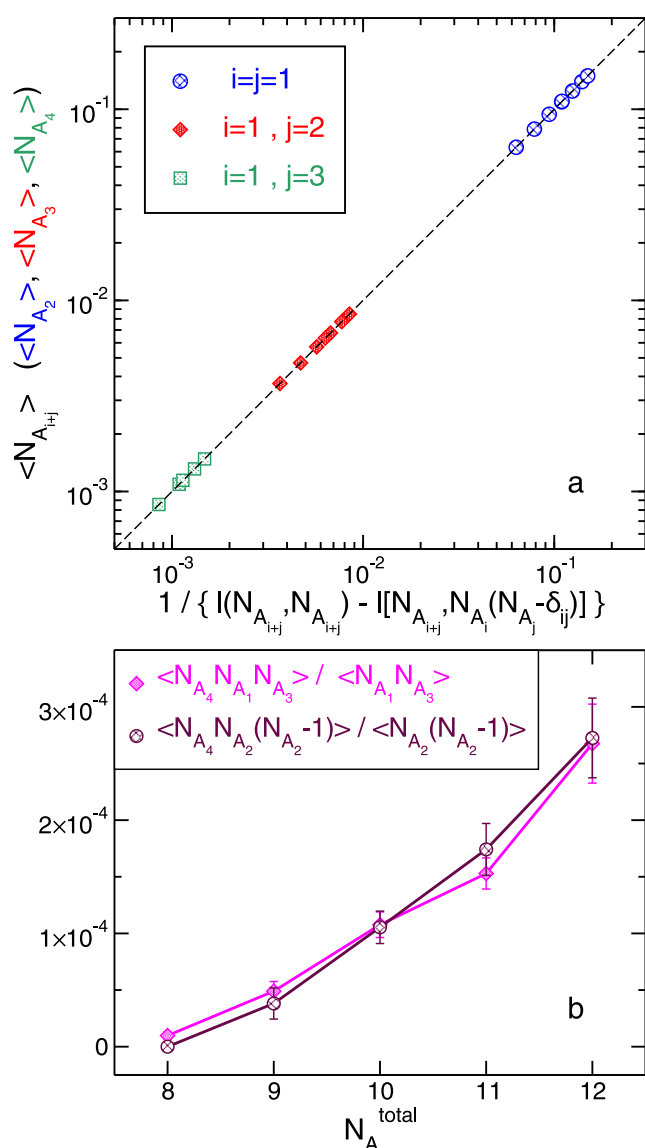 <N_{A_{i+j}}> (<N_{A_2}>, <N_{A_3}>, <N_{A_4}>)
10^{-1}
10^{-2}
10^{-3}
i=j=1
i=1 , j=2
i=1 , j=3
a
10^{-3} 10^{-2} 10^{-1}
1 / { I(N_{A_{i+j}},N_{A_{i+j}}) - I[N_{A_{i+j}},N_{A_i}(N_{A_j}-δ_{ij})] }
<N_{A_4}N_{A_1}N_{A_3}> / <N_{A_1}N_{A_3}>
<N_{A_4}N_{A_2}(N_{A_2}-1)> / <N_{A_2}(N_{A_2}-1)>
3×10^{-4}
2×10^{-4}
1×10^{-4}
0
b
8 9 10 11 12
N_A^{total}